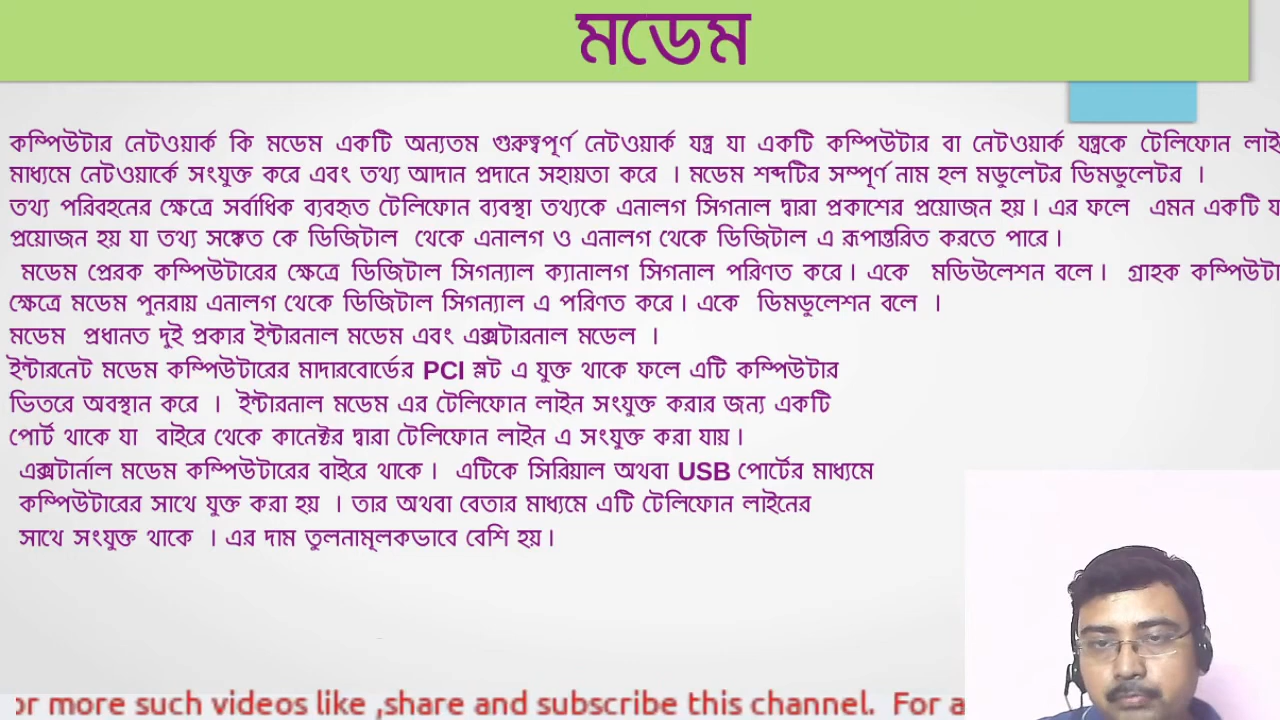 মডেম
কম্পিউটার নেটওয়ার্ক কি মডেম একটি অন্যতম গুরুত্বপূর্ণ নেটওয়ার্ক যন্ত্র যা একটি কম্পিউটার বা নেটওয়ার্ক যন্ত্রকে টেলিফোন লাই
মাধ্যমে নেটওয়ার্কে সংযুক্ত করে এবং তথ্য আদান প্রদানে সহায়তা করে । মডেম শব্দটির সম্পূর্ণ নাম হল মডুলেটর ডিমডুলেটর ।
তথ্য পরিবহনের ক্ষেত্রে সর্বাধিক ব্যবহৃত টেলিফোন ব্যবস্থা তথ্যকে এনালগ সিগনাল দ্বারা প্রকাশের প্রয়োজন হয়। এর ফলে এমন একটি য
প্রয়োজন হয় যা তথ্য সঙ্কেত কে ডিজিটাল থেকে এনালগ ও এনালগ থেকে ডিজিটাল এ রূপান্তরিত করতে পারে।
মডেম প্রেরক কম্পিউটারের ক্ষেত্রে ডিজিটাল সিগন্যাল ক্যানালগ সিগনাল পরিণত করে। একে মডিউলেশন বলে। গ্রাহক কম্পিউটা
ক্ষেত্রে মডেম পুনরায় এনালগ থেকে ডিজিটাল সিগন্যাল এ পরিণত করে। একে ডিমডুলেশন বলে ।
মডেম প্রধানত দুই প্রকার ইন্টারনাল মডেম এবং এক্সটারনাল মডেল ।
ইন্টারনেট মডেম কম্পিউটারের মাদারবোর্ডের PCI স্লট এ যুক্ত থাকে ফলে এটি কম্পিউটার
ভিতরে অবস্থান করে । ইন্টারনাল মডেম এর টেলিফোন লাইন সংযুক্ত করার জন্য একটি
পোর্ট থাকে যা বাইরে থেকে কানেক্টর দ্বারা টেলিফোন লাইন এ সংযুক্ত করা যায়।
এক্সটার্নাল মডেম কম্পিউটারের বাইরে থাকে। এটিকে সিরিয়াল অথবা USB পোর্টের মাধ্যমে
কম্পিউটারের সাথে যুক্ত করা হয় । তার অথবা বেতার মাধ্যমে এটি টেলিফোন লাইনের
সাথে সংযুক্ত থাকে । এর দাম তুলনামূলকভাবে বেশি হয়।
or more such videos like ,share and subscribe this channel. For a